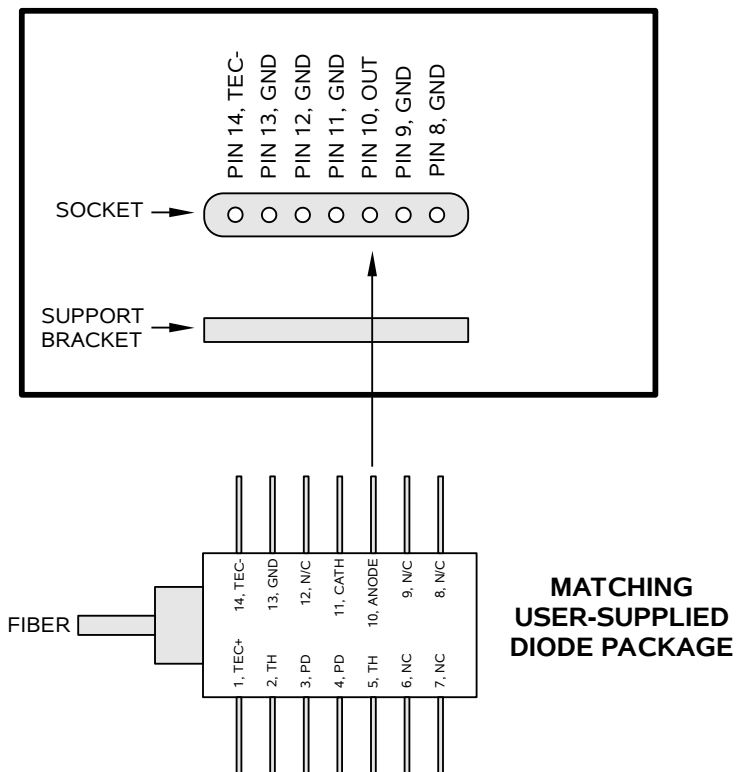 PIN 14, TEC-
PIN 13, GND
PIN 12, GND
PIN 11, GND
PIN 10, OUT
PIN 9, GND
PIN 8, GND
SOCKET
SUPPORT
BRACKET
14, TEC-
13, GND
12, N/C
11, CATH
10, ANODE
9, N/C
8, N/C
FIBER
1, TEC+
2, TH
3, PD
4, PD
5, TH
6, NC
7, NC
MATCHING
USER-SUPPLIED
DIODE PACKAGE